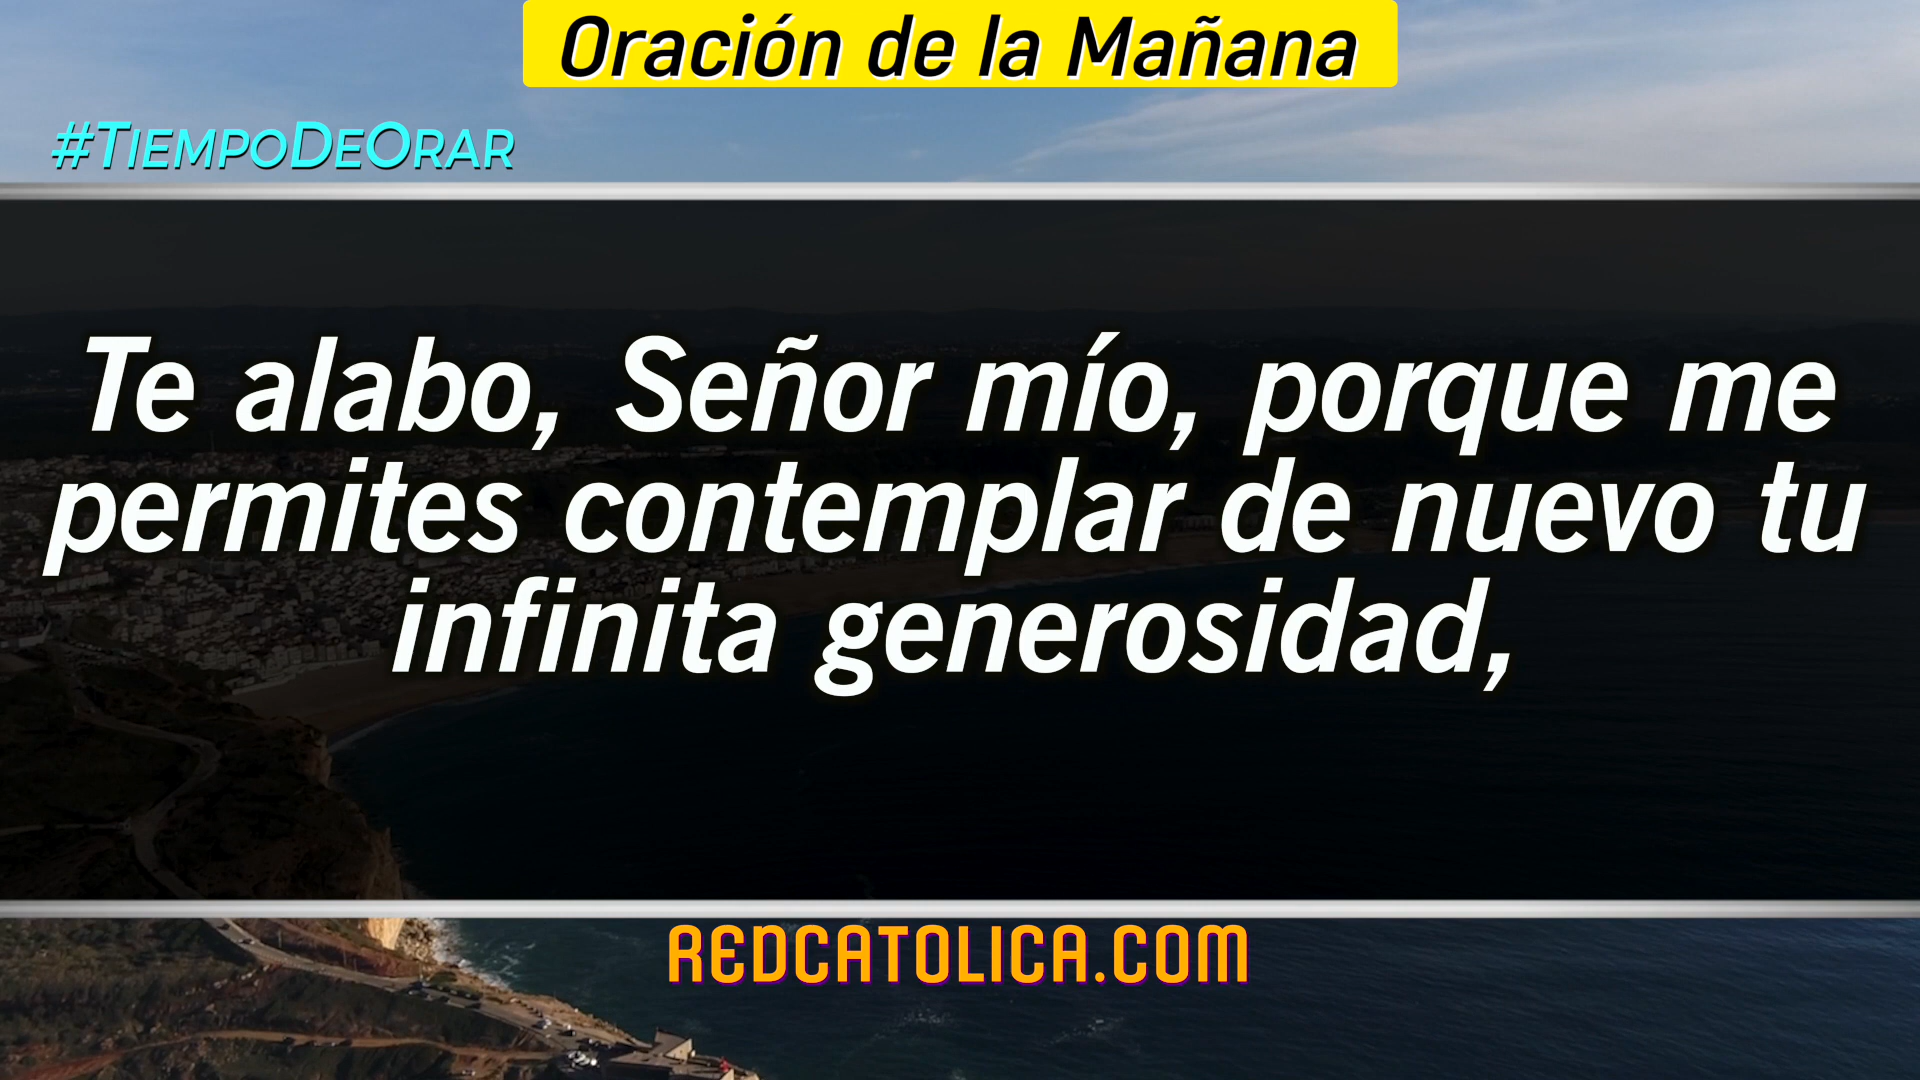 Oración de la Mañana
#TiempoDeOrar
Te alabo, Señor mío, porque me
permites contemplar de nuevo tu
infinita generosidad,
REDCATOLICA.COM